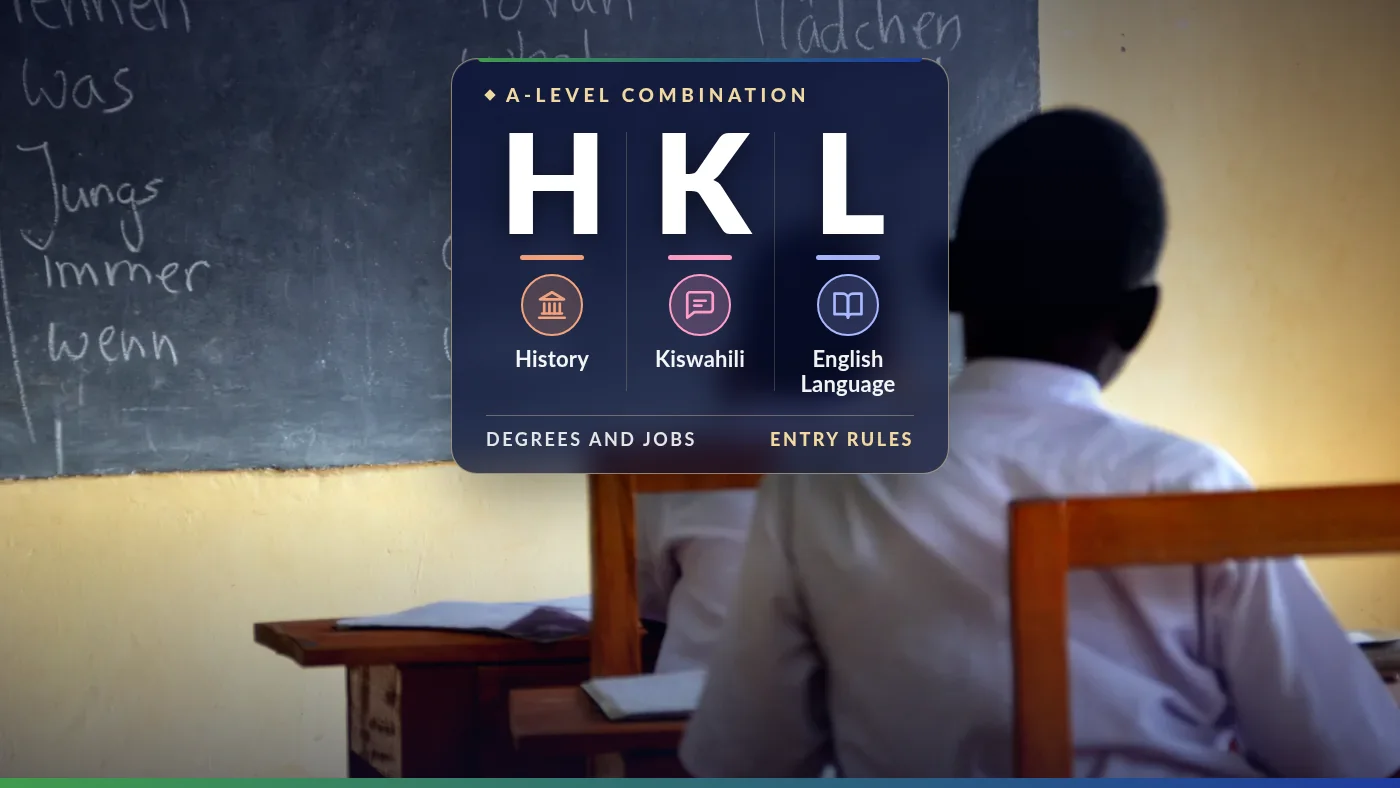 was
Jungs
immer
wenn
Mädchen
◆ A-LEVEL COMBINATION
H K L
History Kiswahili English Language
DEGREES AND JOBS ENTRY RULES